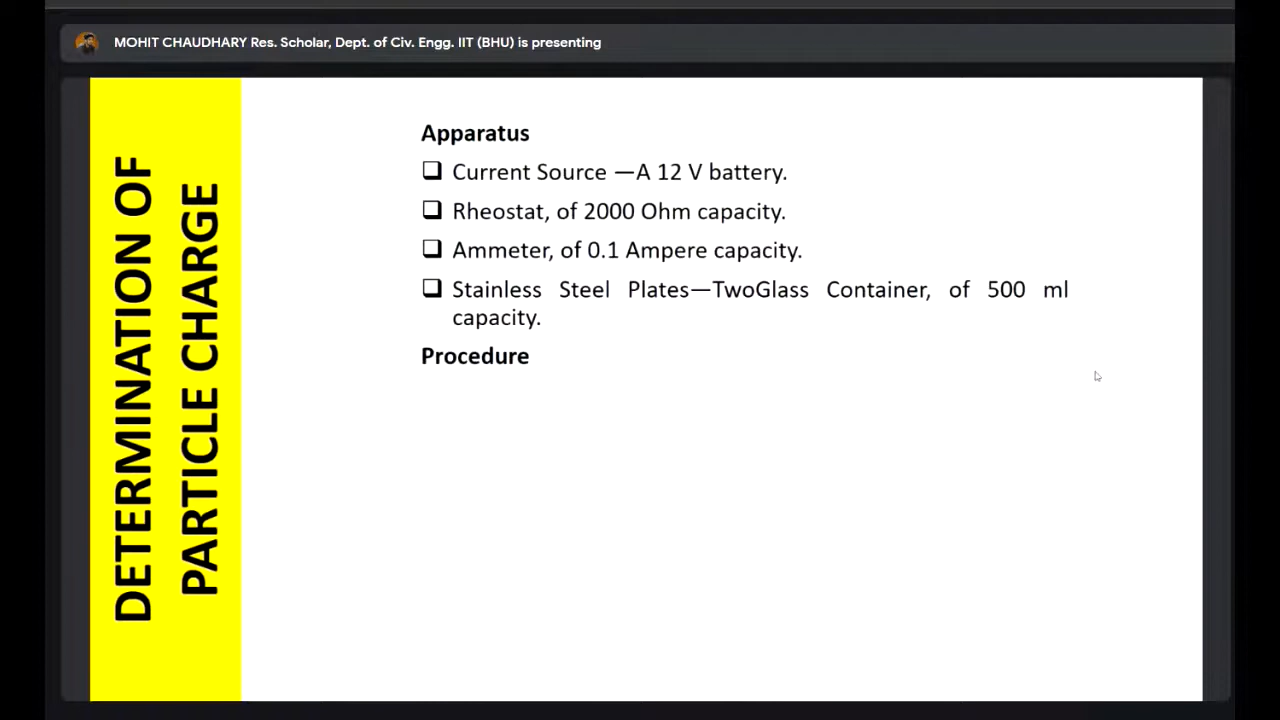 MOHIT CHAUDHARY Res. Scholar, Dept. of Civ. Engg. IIT (BHU) is presenting
DETERMINATION OF
PARTICLE CHARGE
Apparatus
❑ Current Source —A 12 V battery.
❑ Rheostat, of 2000 Ohm capacity.
❑ Ammeter, of 0.1 Ampere capacity.
❑ Stainless Steel Plates—TwoGlass Container, of 500 ml
capacity.
Procedure